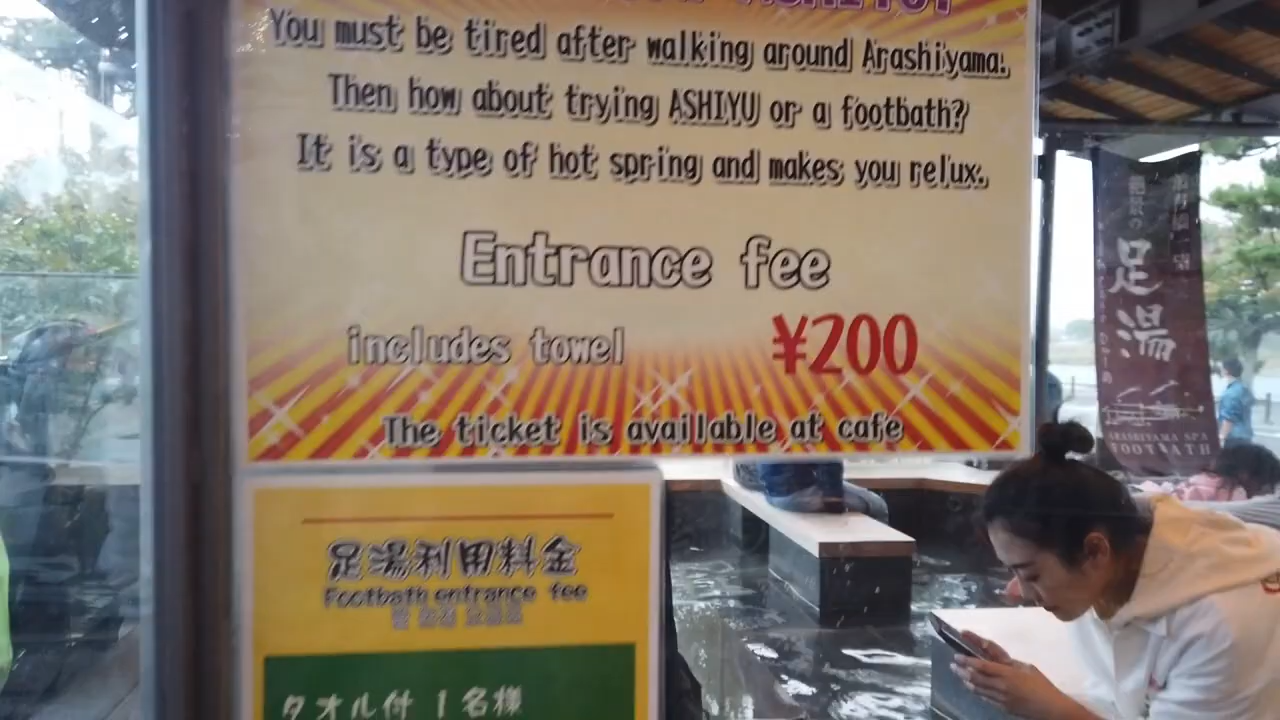 You must be tired after walking around Arashiyama.
Then how about trying ASHIYU or a footbath?
It is a type of hot spring and makes you relux.
Entrance fee
includes towel ¥200
The ticket is available at cafe
足湯利用料金
Footbath entrance fee
タオル付 1名様
足湯
ARASHIYAMA SPA
FOOTBATH